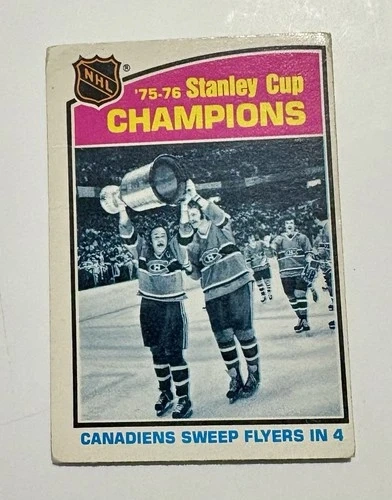 NHL ®
'75-76 Stanley Cup
CHAMPIONS
CANADIENS SWEEP FLYERS IN 4